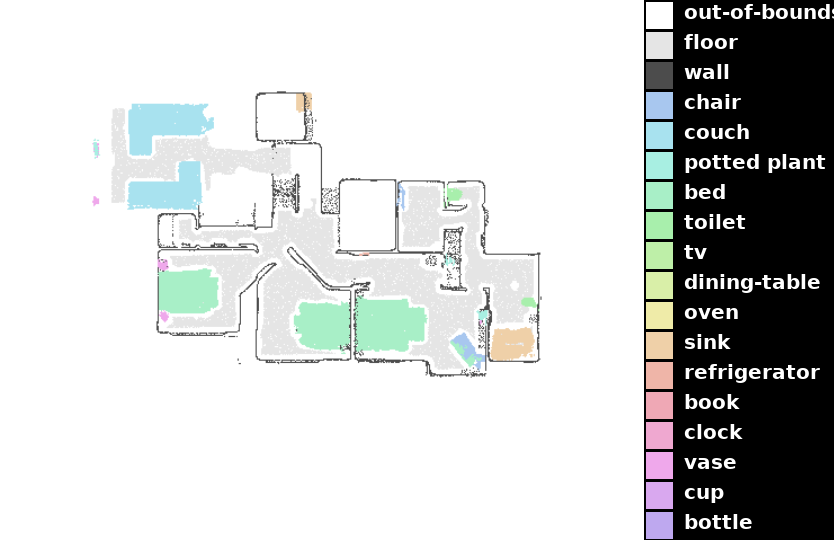 out-of-bounds
floor
wall
chair
couch
potted plant
bed
toilet
tv
dining-table
oven
sink
refrigerator
book
clock
vase
cup
bottle